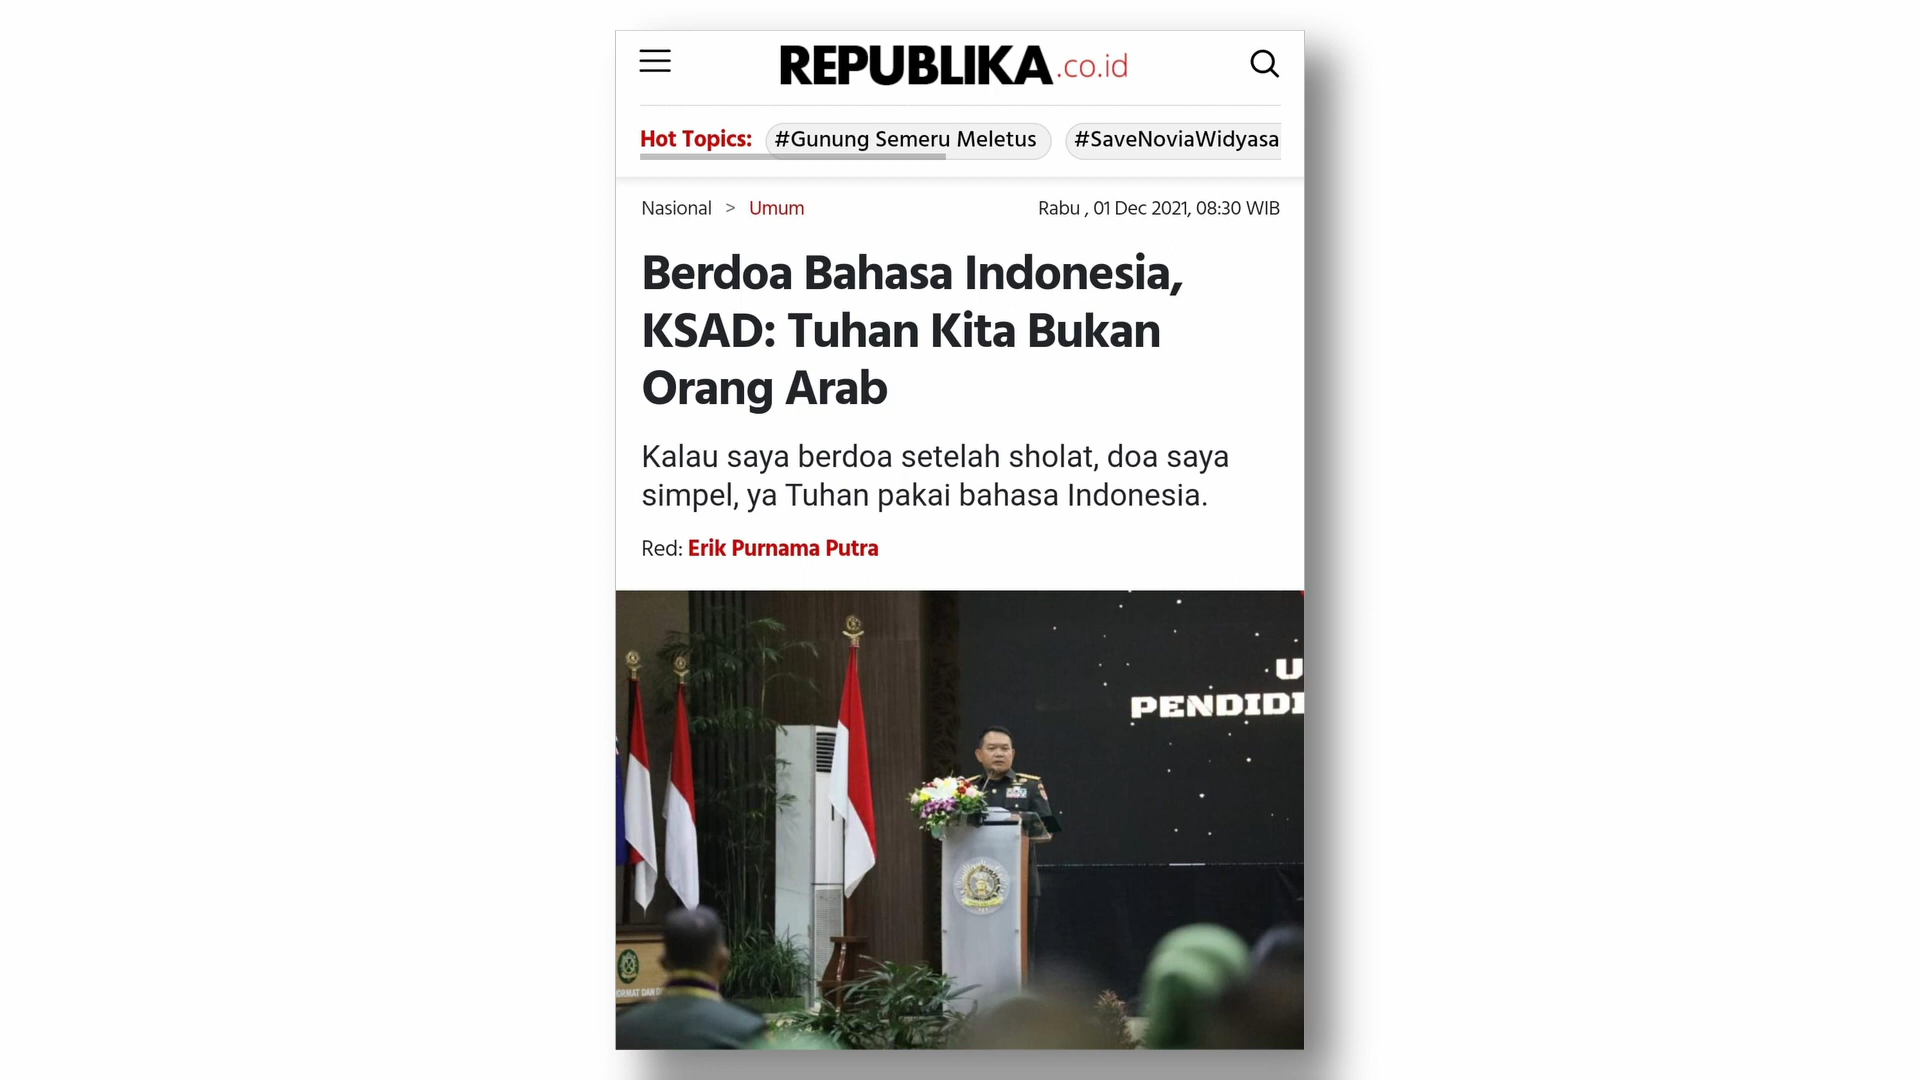 REPUBLIKA.co.id
Hot Topics: #Gunung Semeru Meletus #SaveNoviaWidyasa
Nasional > Umum Rabu , 01 Dec 2021, 08:30 WIB
Berdoa Bahasa Indonesia,
KSAD: Tuhan Kita Bukan
Orang Arab
Kalau saya berdoa setelah sholat, doa saya
simpel, ya Tuhan pakai bahasa Indonesia.
Red: Erik Purnama Putra
U
PENDIDI